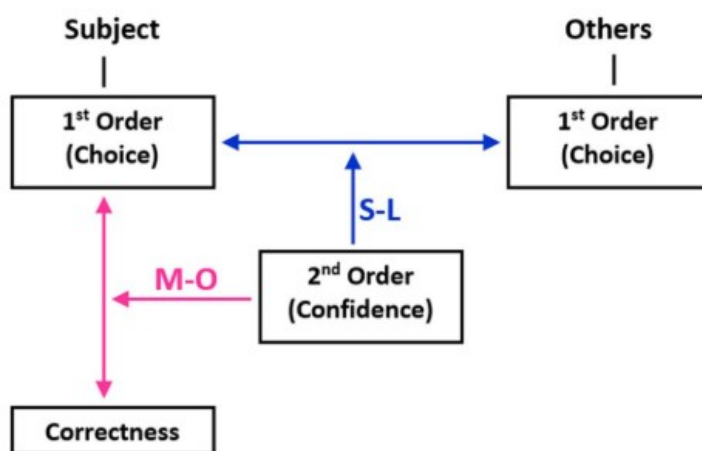 Subject
Others
1st Order
(Choice)
1st Order
(Choice)
S-L
M-O
2nd Order
(Confidence)
Correctness